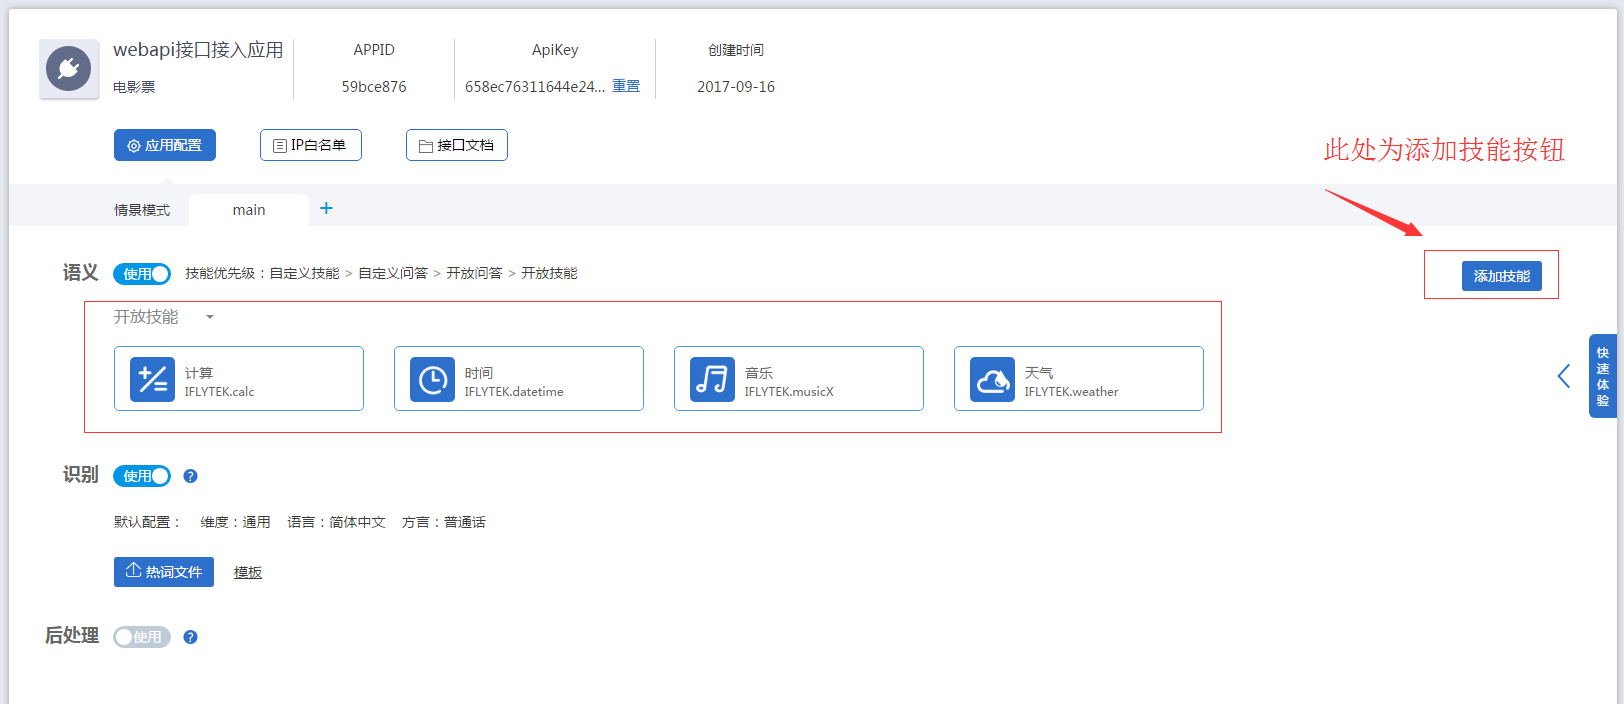 webapi接口接入应用
电影票
APPID
59bce876
ApiKey
658ec76311644e24... 重置
创建时间
2017-09-16
应用配置
IP白名单
接口文档
此处为添加技能按钮
情景模式
main
+
语义
使用
技能优先级：自定义技能 > 自定义问答 > 开放问答 > 开放技能
添加技能
开放技能
计算
IFLYTEK.calc
时间
IFLYTEK.datetime
音乐
IFLYTEK.musicX
天气
IFLYTEK.weather
快速体验
识别
使用
?
默认配置： 维度：通用 语言：简体中文 方言：普通话
热词文件
模板
后处理
使用
?